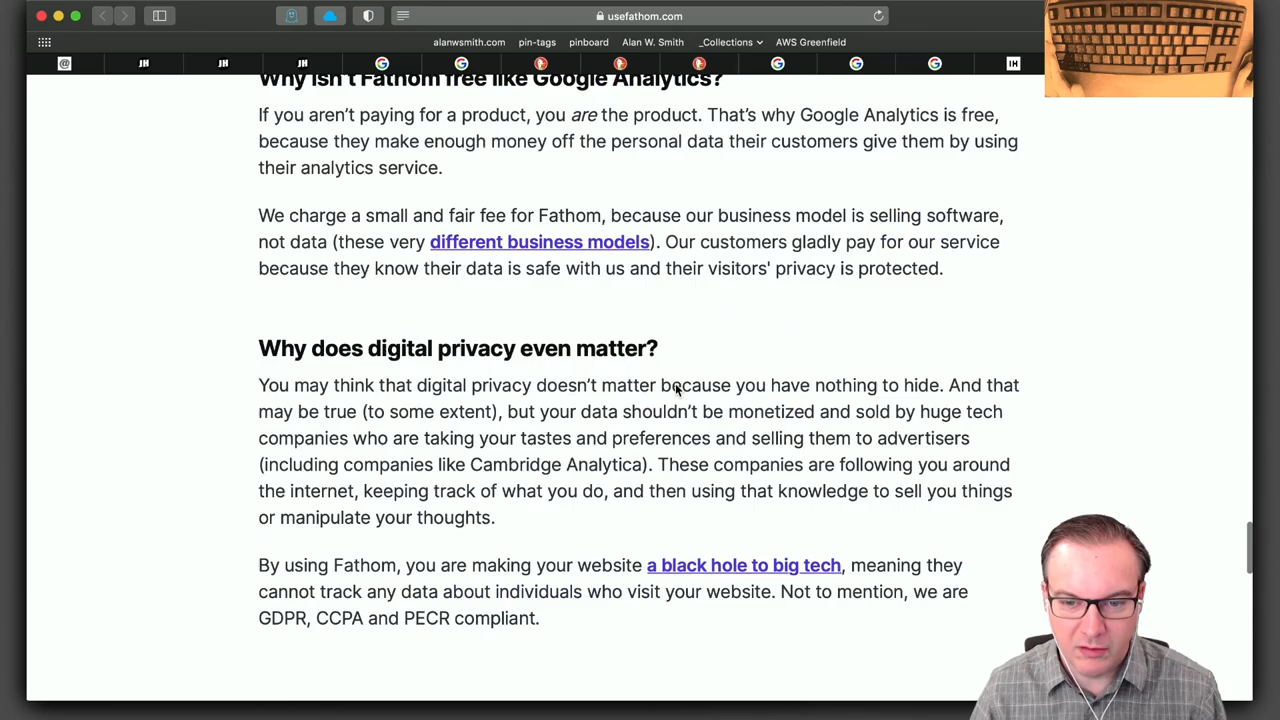 usefathom.com
alanwsmith.com pin-tags pinboard Alan W. Smith _Collections AWS Greenfield
@ JH JH JH G G G G G IH
Why isn't Fathom free like Google Analytics?
If you aren’t paying for a product, you are the product. That’s why Google Analytics is free,
because they make enough money off the personal data their customers give them by using
their analytics service.
We charge a small and fair fee for Fathom, because our business model is selling software,
not data (these very different business models). Our customers gladly pay for our service
because they know their data is safe with us and their visitors' privacy is protected.
Why does digital privacy even matter?
You may think that digital privacy doesn’t matter because you have nothing to hide. And that
may be true (to some extent), but your data shouldn’t be monetized and sold by huge tech
companies who are taking your tastes and preferences and selling them to advertisers
(including companies like Cambridge Analytica). These companies are following you around
the internet, keeping track of what you do, and then using that knowledge to sell you things
or manipulate your thoughts.
By using Fathom, you are making your website a black hole to big tech, meaning they
cannot track any data about individuals who visit your website. Not to mention, we are
GDPR, CCPA and PECR compliant.